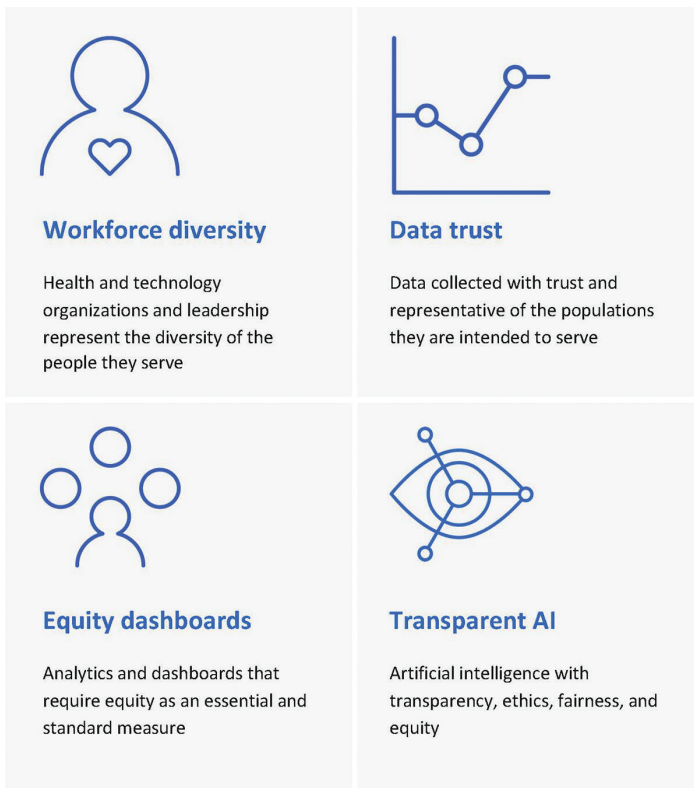 Workforce diversity
Health and technology
organizations and leadership
represent the diversity of the
people they serve
Data trust
Data collected with trust and
representative of the populations
they are intended to serve
Equity dashboards
Analytics and dashboards that
require equity as an essential and
standard measure
Transparent AI
Artificial intelligence with
transparency, ethics, fairness, and
equity